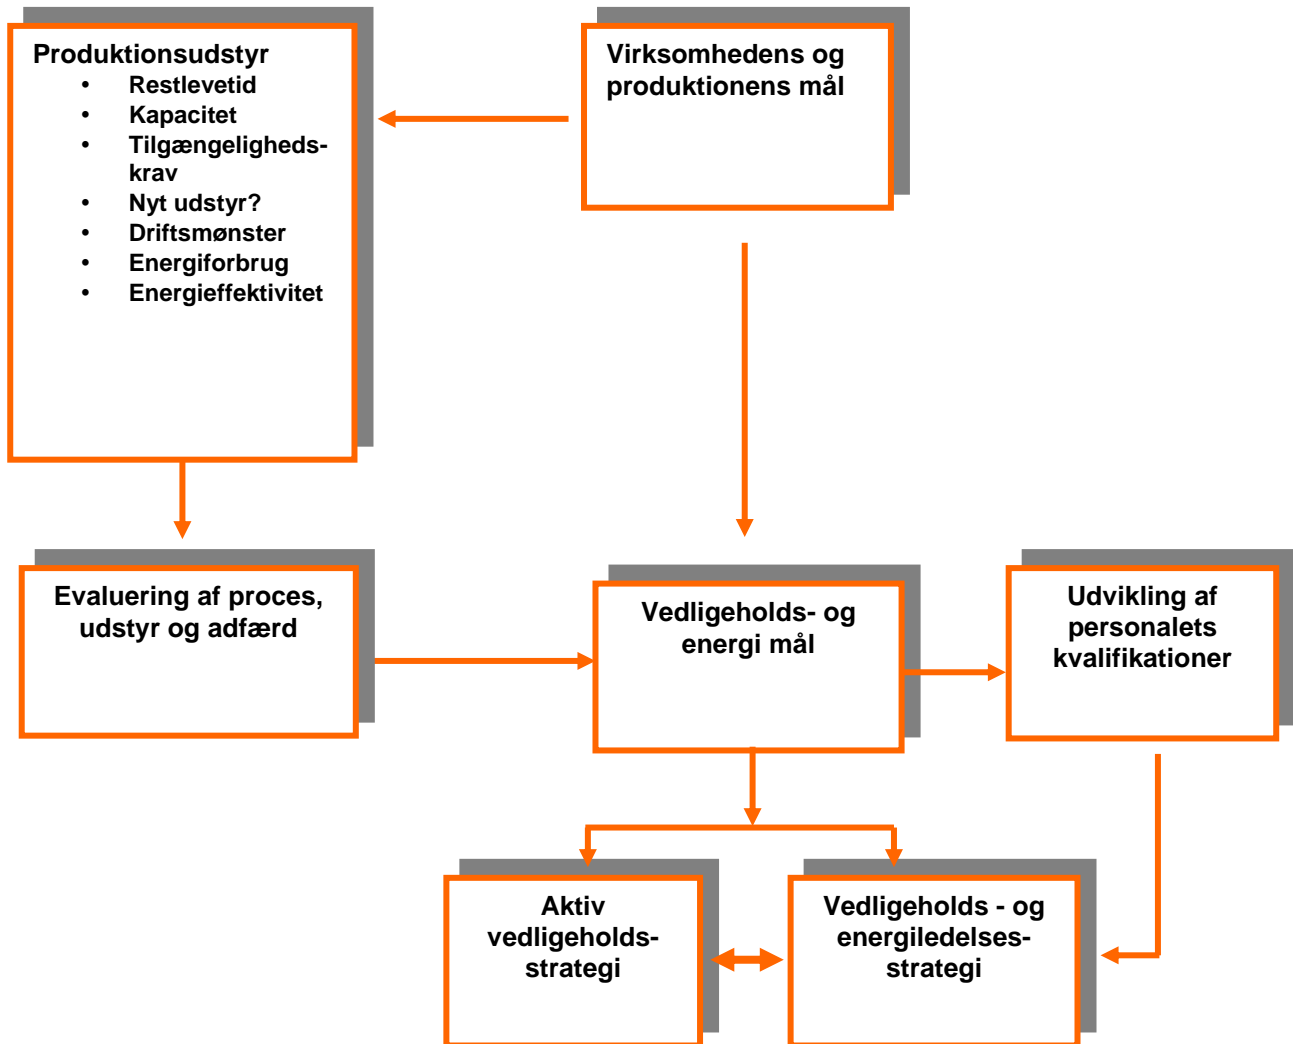 Produktionsudstyr
• Restlevetid
• Kapacitet
• Tilgængeligheds-
krav
• Nyt udstyr?
• Driftsmønster
• Energiforbrug
• Energieffektivitet
Virksomhedens og
produktionens mål
Evaluering af proces,
udstyr og adfærd
Vedligeholds- og
energi mål
Udvikling af
personalets
kvalifikationer
Aktiv
vedligeholds-
strategi
Vedligeholds - og
energiledelses-
strategi